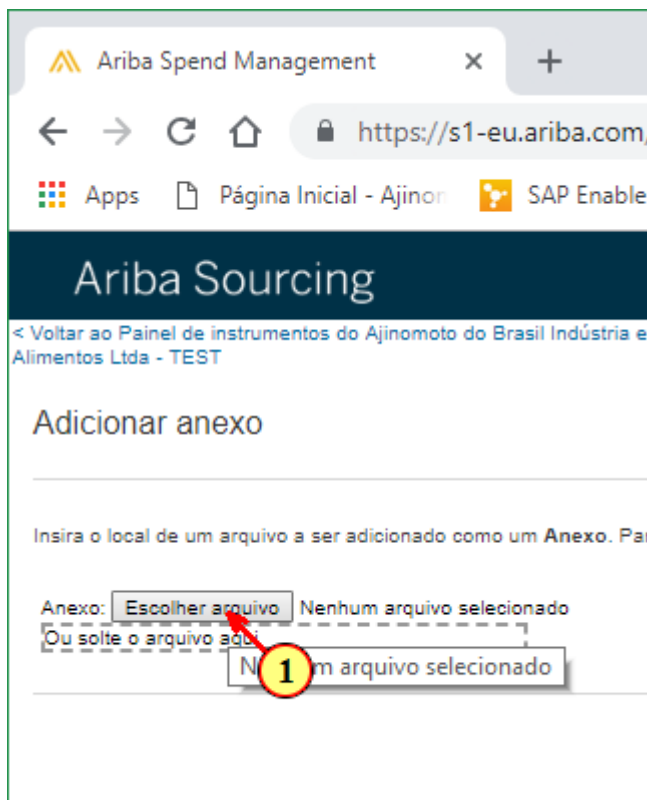 Ariba Spend Management
https://s1-eu.ariba.com
Apps Página Inicial - Ajinor SAP Enable
Ariba Sourcing
< Voltar ao Painel de instrumentos do Ajinomoto do Brasil Indústria e
Alimentos Ltda - TEST
Adicionar anexo
Insira o local de um arquivo a ser adicionado como um Anexo. Par
Anexo: Escolher arquivo Nenhum arquivo selecionado
Ou solte o arquivo aqui
1 arquivo selecionado